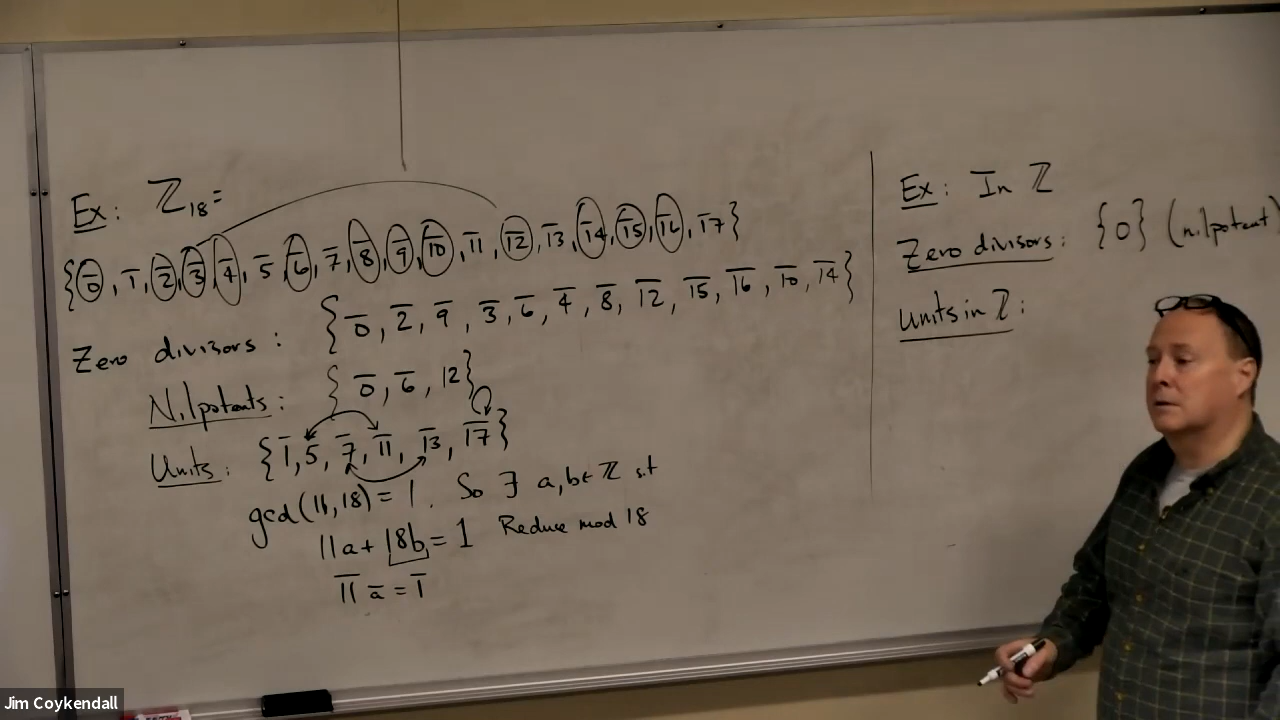 Ex: ℤ₁₈=
{0̄, 1̄, 2̄, 3̄, 4̄, 5̄, 6̄, 7̄, 8̄, 9̄, 1̄0̄, 1̄1̄, 1̄2̄, 1̄3̄, 1̄4̄, 1̄5̄, 1̄6̄, 1̄7̄}
Zero divisors: {0̄, 2̄, 9̄, 3̄, 6̄, 4̄, 8̄, 1̄2̄, 1̄5̄, 1̄6̄, 1̄0̄, 1̄4̄}
Nilpotents: {0̄, 6̄, 12}
Units: {1̄, 5̄, 7̄, 1̄1̄, 1̄3̄, 1̄7̄}
gcd(11,18) = 1. So ∃ a,b∈ℤ s.t
11a + 18b = 1 Reduce mod 18
1̄1̄ ā = 1̄
Ex: In ℤ
Zero divisors: {0} (nilpotent)
Units in ℤ:
Jim Coykendall